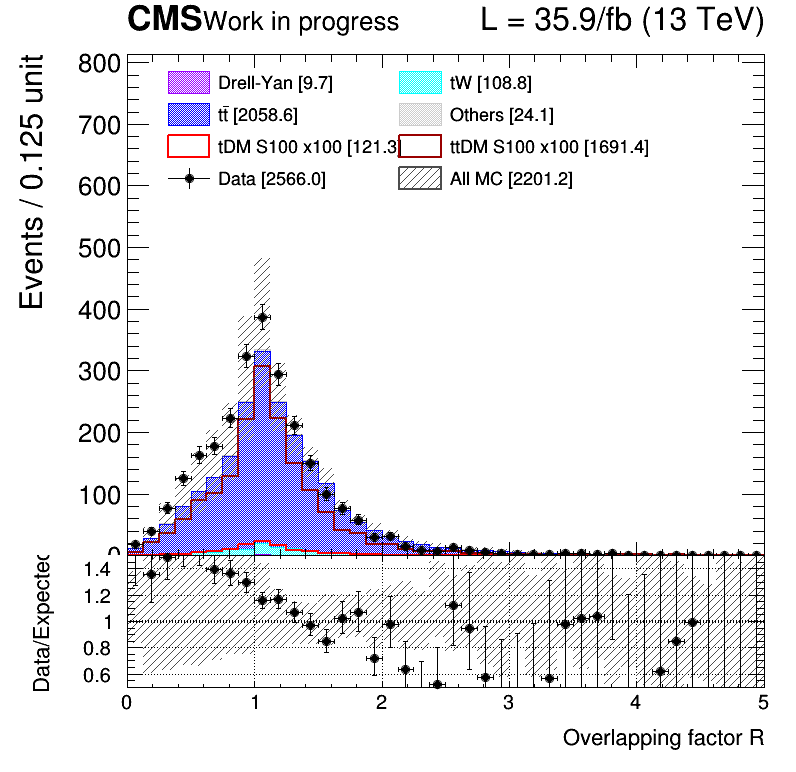 CMS Work in progress L = 35.9/fb (13 TeV)
Events / 0.125 unit
800
700
600
500
400
300
200
100
0
Drell-Yan [9.7] tW [108.8]
tt̄ [2058.6] Others [24.1]
tDM S100 x100 [121.3] ttDM S100 x100 [1691.4]
Data [2566.0] All MC [2201.2]
Data/Expected
1.4
1.2
1
0.8
0.6
0 1 2 3 4 5
Overlapping factor R